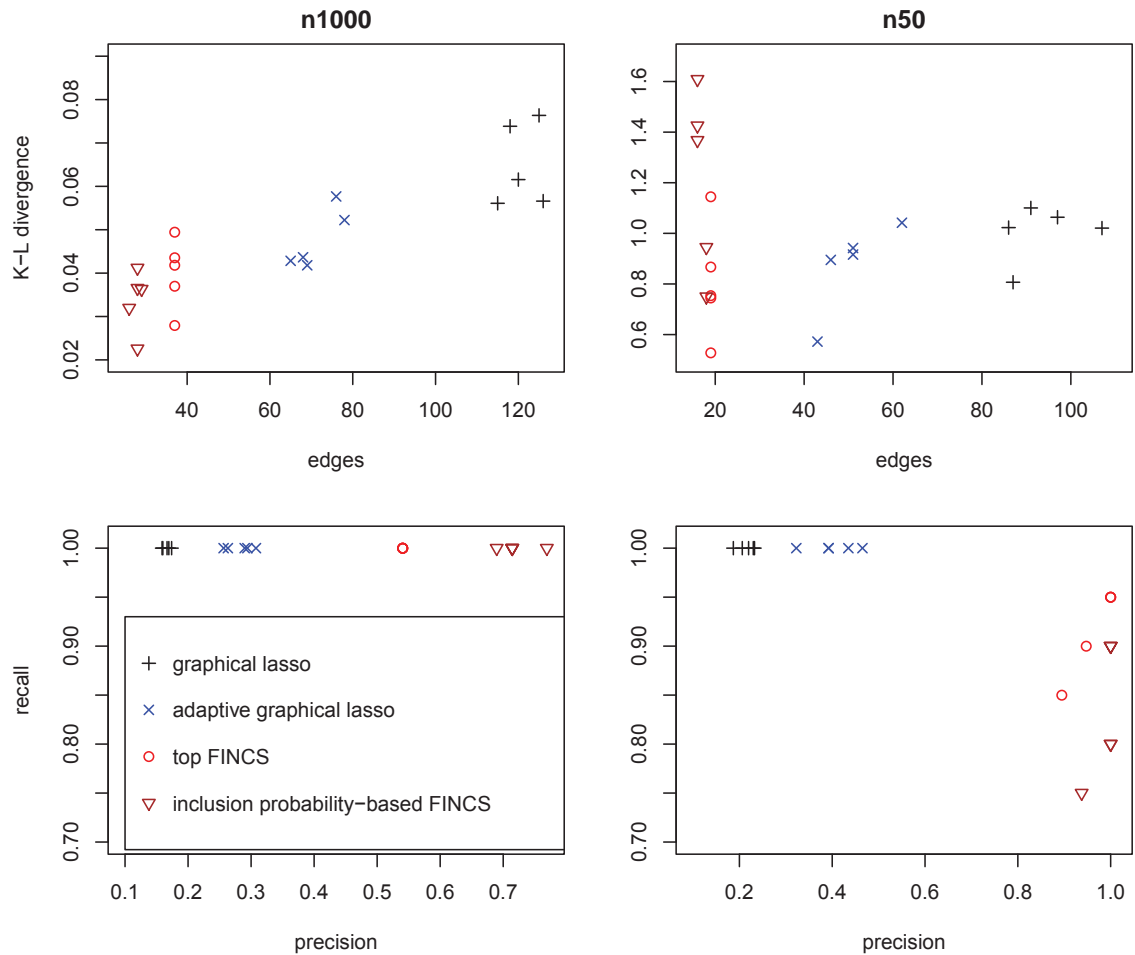 n1000
n50
K−L divergence
0.02 0.04 0.06 0.08
40 60 80 100 120
edges
0.6 0.8 1.0 1.2 1.4 1.6
20 40 60 80 100
edges
recall
0.70 0.80 0.90 1.00
graphical lasso
adaptive graphical lasso
top FINCS
inclusion probability−based FINCS
0.1 0.2 0.3 0.4 0.5 0.6 0.7
precision
0.70 0.80 0.90 1.00
0.2 0.4 0.6 0.8 1.0
precision